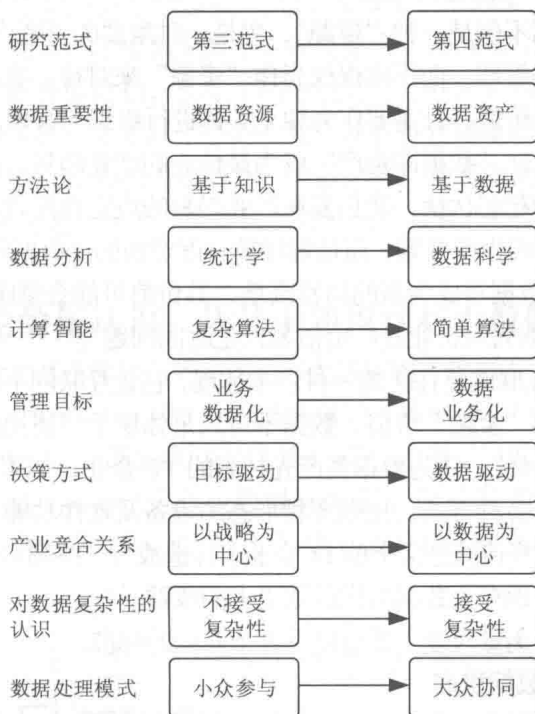 研究范式 第三范式 第四范式
数据重要性 数据资源 数据资产
方法论 基于知识 基于数据
数据分析 统计学 数据科学
计算智能 复杂算法 简单算法
管理目标 业务 数据化 数据 业务化
决策方式 目标驱动 数据驱动
产业竞合关系 以战略为 中心 以数据为 中心
对数据复杂性的 认识 不接受 复杂性 接受 复杂性
数据处理模式 小众参与 大众协同